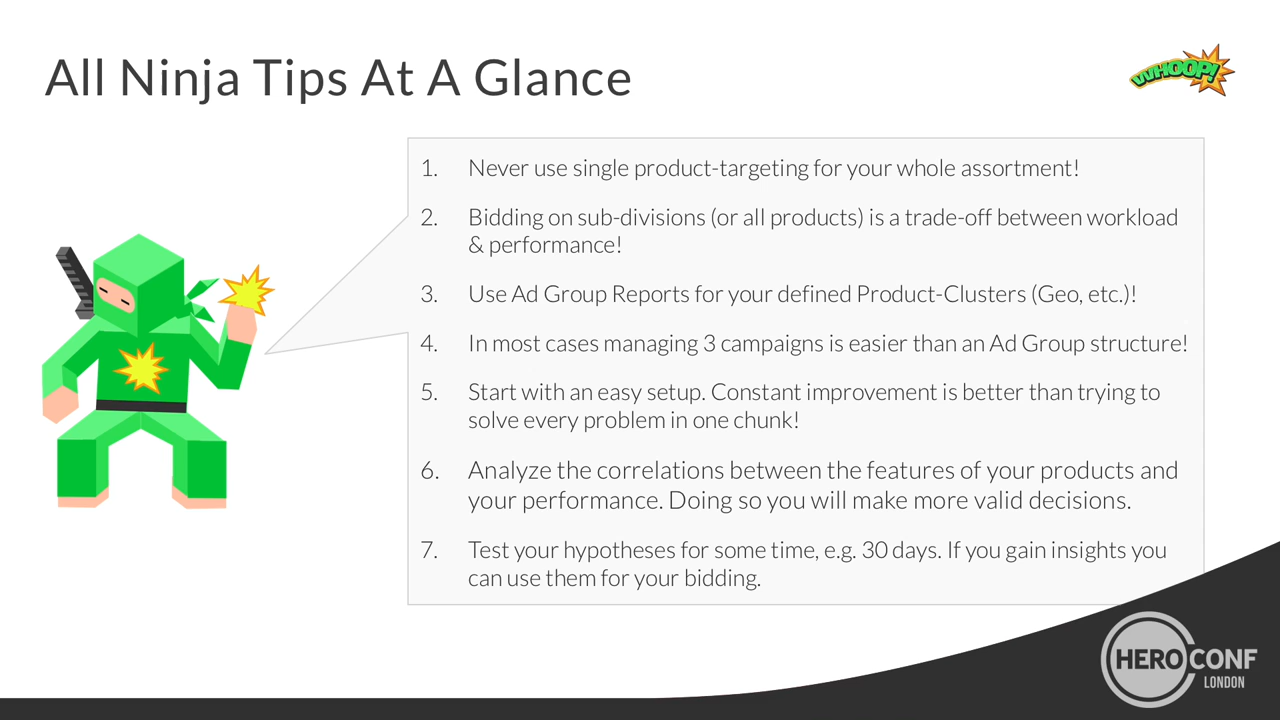 All Ninja Tips At A Glance
WHOOP!
1. Never use single product-targeting for your whole assortment!
2. Bidding on sub-divisions (or all products) is a trade-off between workload
& performance!
3. Use Ad Group Reports for your defined Product-Clusters (Geo, etc.)!
4. In most cases managing 3 campaigns is easier than an Ad Group structure!
5. Start with an easy setup. Constant improvement is better than trying to
solve every problem in one chunk!
6. Analyze the correlations between the features of your products and
your performance. Doing so you will make more valid decisions.
7. Test your hypotheses for some time, e.g. 30 days. If you gain insights you
can use them for your bidding.
HEROCONF
LONDON